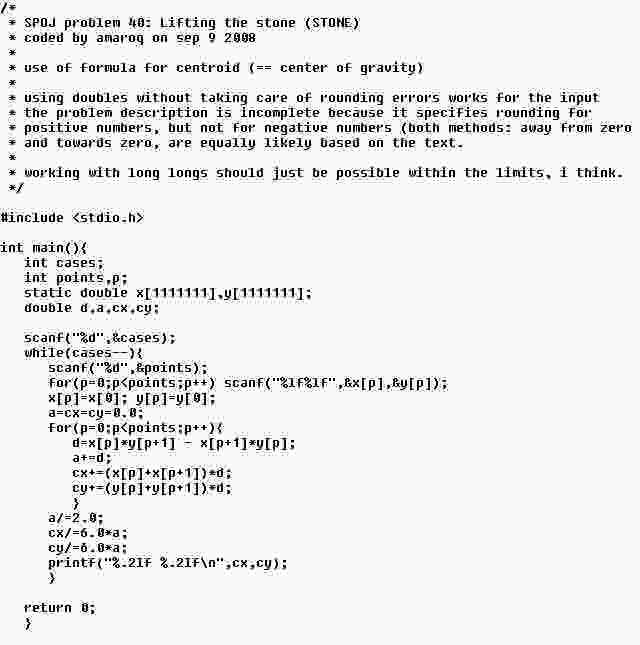 /*
 * SPOJ problem 40: Lifting the stone (STONE)
 * coded by amaroq on sep 9 2008
 *
 * use of formula for centroid (== center of gravity)
 *
 * using doubles without taking care of rounding errors works for the input
 * the problem description is incomplete because it specifies rounding for
 * positive numbers, but not for negative numbers (both methods: away from zero
 * and towards zero, are equally likely based on the text.
 *
 * working with long longs should just be possible within the limits, i think.
 */
#include <stdio.h>
int main(){
   int cases;
   int points,p;
   static double x[1111111],y[1111111];
   double d,a,cx,cy;
   scanf("%d",&cases);
   while(cases--){
      scanf("%d",&points);
      for(p=0;p<points;p++) scanf("%lf%lf",&x[p],&y[p]);
      x[p]=x[0]; y[p]=y[0];
      a=cx=cy=0.0;
      for(p=0;p<points;p++){
         d=x[p]*y[p+1] - x[p+1]*y[p];
         a+=d;
         cx+=(x[p]+x[p+1])*d;
         cy+=(y[p]+y[p+1])*d;
         }
      a/=2.0;
      cx/=6.0*a;
      cy/=6.0*a;
      printf("%.2lf %.2lf\n",cx,cy);
      }
   return 0;
   }